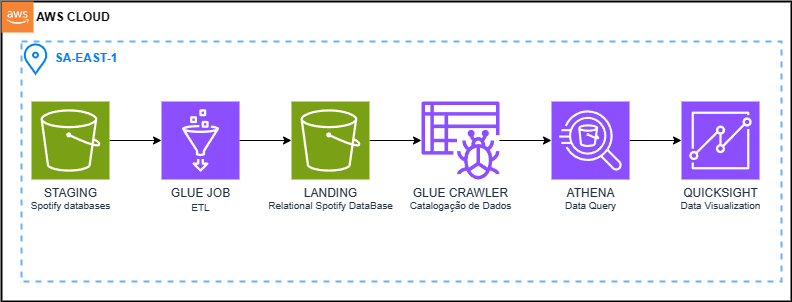 aws
AWS CLOUD
SA-EAST-1
STAGING
Spotify databases
GLUE JOB
ETL
LANDING
Relational Spotify DataBase
GLUE CRAWLER
Catalogação de Dados
ATHENA
Data Query
QUICKSIGHT
Data Visualization